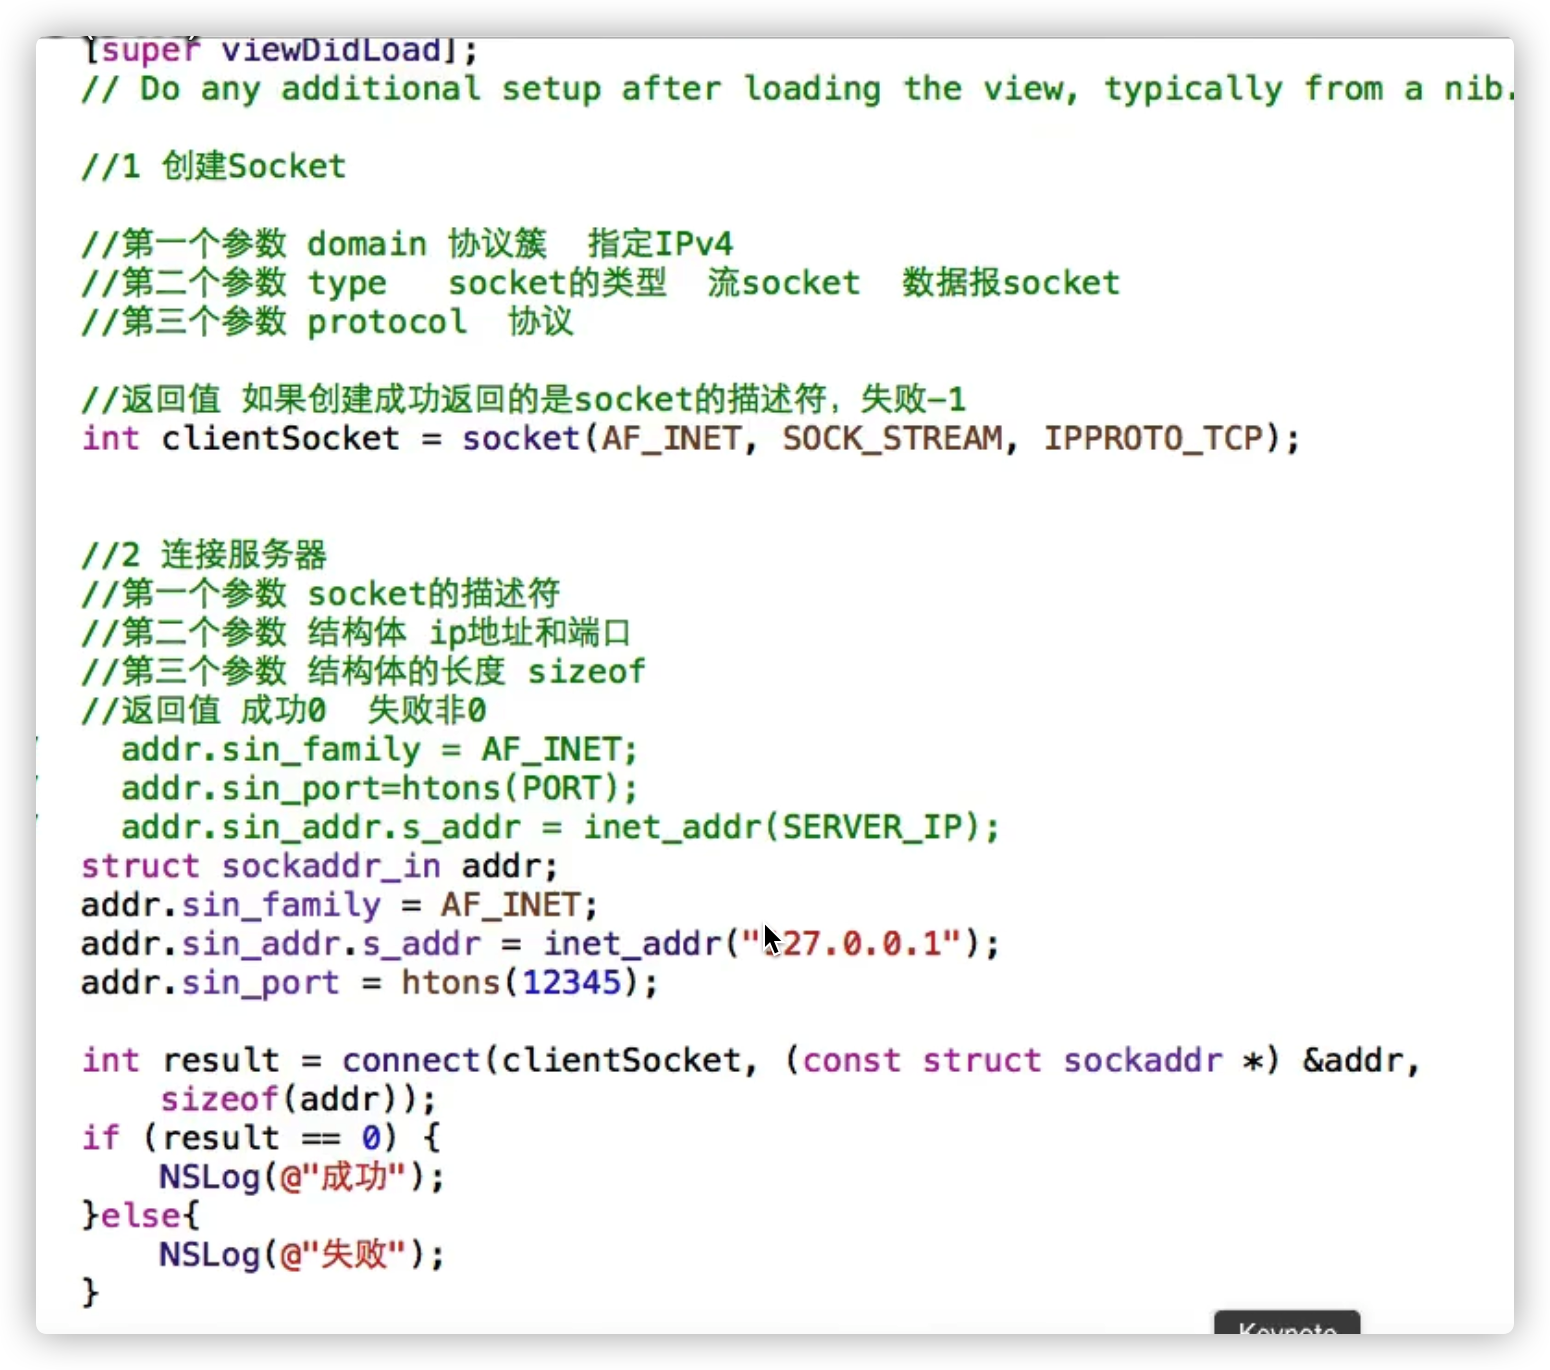 [super viewDidLoad];
// Do any additional setup after loading the view, typically from a nib.
//1 创建Socket
//第一个参数 domain 协议簇 指定IPv4
//第二个参数 type socket的类型 流socket 数据报socket
//第三个参数 protocol 协议
//返回值 如果创建成功返回的是socket的描述符，失败-1
int clientSocket = socket(AF_INET, SOCK_STREAM, IPPROTO_TCP);
//2 连接服务器
//第一个参数 socket的描述符
//第二个参数 结构体 ip地址和端口
//第三个参数 结构体的长度 sizeof
//返回值 成功0 失败非0
addr.sin_family = AF_INET;
addr.sin_port=htons(PORT);
addr.sin_addr.s_addr = inet_addr(SERVER_IP);
struct sockaddr_in addr;
addr.sin_family = AF_INET;
addr.sin_addr.s_addr = inet_addr("127.0.0.1");
addr.sin_port = htons(12345);
int result = connect(clientSocket, (const struct sockaddr *) &addr,
sizeof(addr));
if (result == 0) {
NSLog(@"成功");
}else{
NSLog(@"失败");
}
Keynote